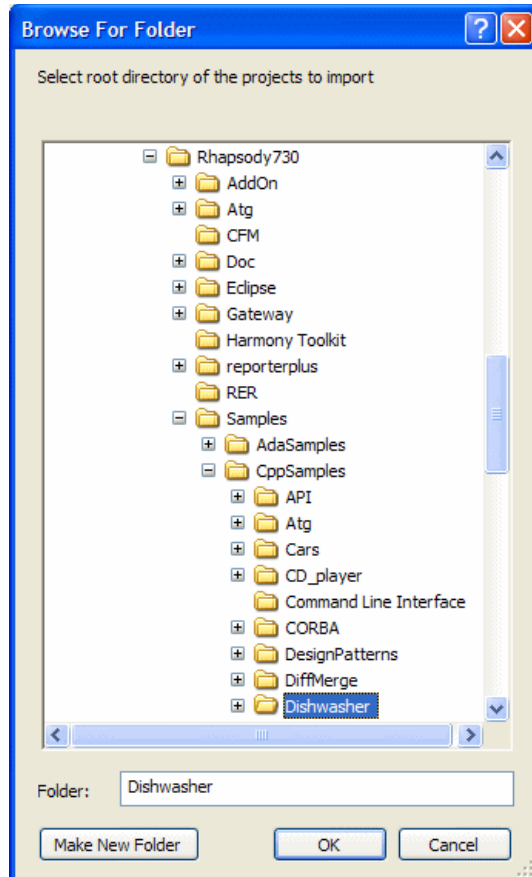 Browse For Folder
Select root directory of the projects to import
Rhapsody730
AddOn
Atg
CFM
Doc
Eclipse
Gateway
Harmony Toolkit
reporterplus
RER
Samples
AdaSamples
CppSamples
API
Atg
Cars
CD_player
Command Line Interface
CORBA
DesignPatterns
DiffMerge
Dishwasher
Folder: Dishwasher
Make New Folder OK Cancel